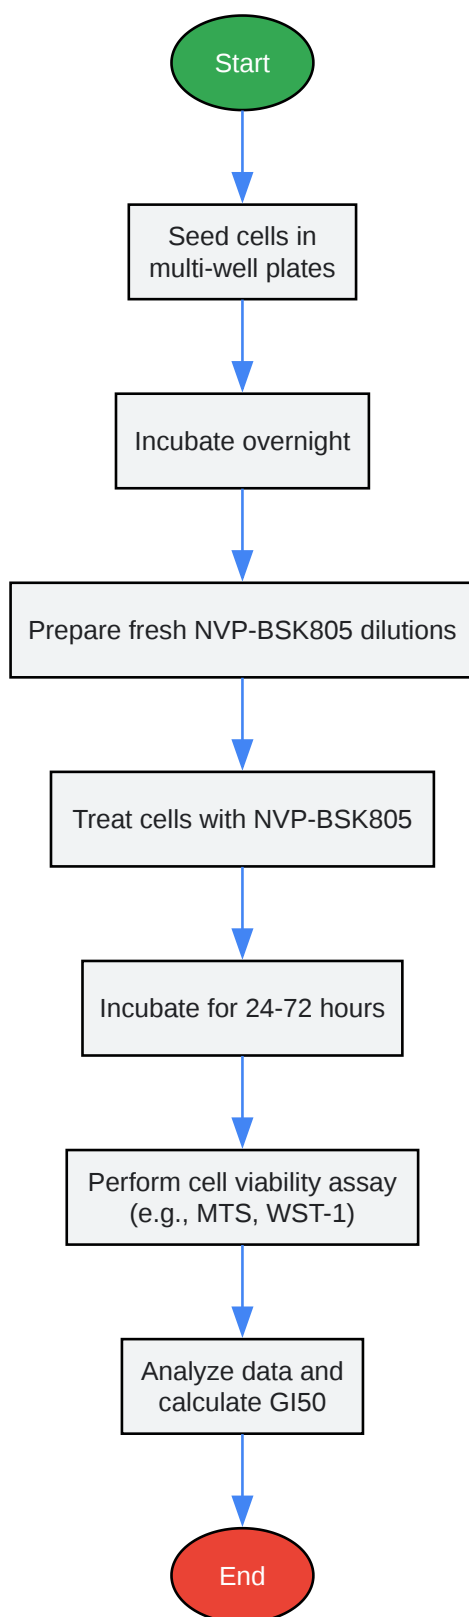 Start
Seed cells in
multi-well plates
Incubate overnight
Prepare fresh NVP-BSK805 dilutions
Treat cells with NVP-BSK805
Incubate for 24-72 hours
Perform cell viability assay
(e.g., MTS, WST-1)
Analyze data and
calculate GI50
End